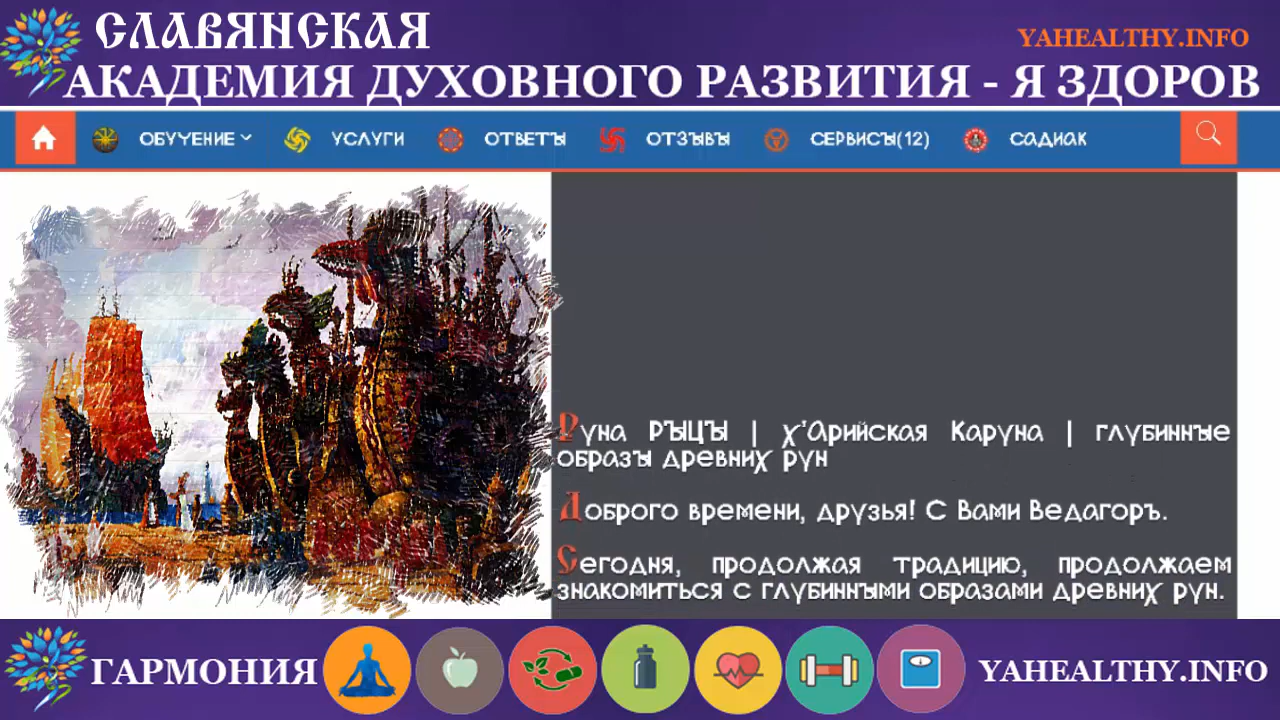 СЛАВЯНСКАЯ
YAHEALTHY.INFO
АКАДЕМИЯ ДУХОВНОГО РАЗВИТИЯ - Я ЗДОРОВ
ОБУЧЕНИЕ УСЛУГИ ОТВЕТЫ ОТЗЫВЫ СЕРВИСЫ(12) САДИАК
Руна РЪЩЪ | х'Арийская Каруна | глубинные
образы древних рун
Доброго времени, друзья! С Вами Ведагоръ.
Сегодня, продолжая традицию, продолжаем
знакомиться с глубинными образами древних рун.
ГАРМОНИЯ
YAHEALTHY.INFO